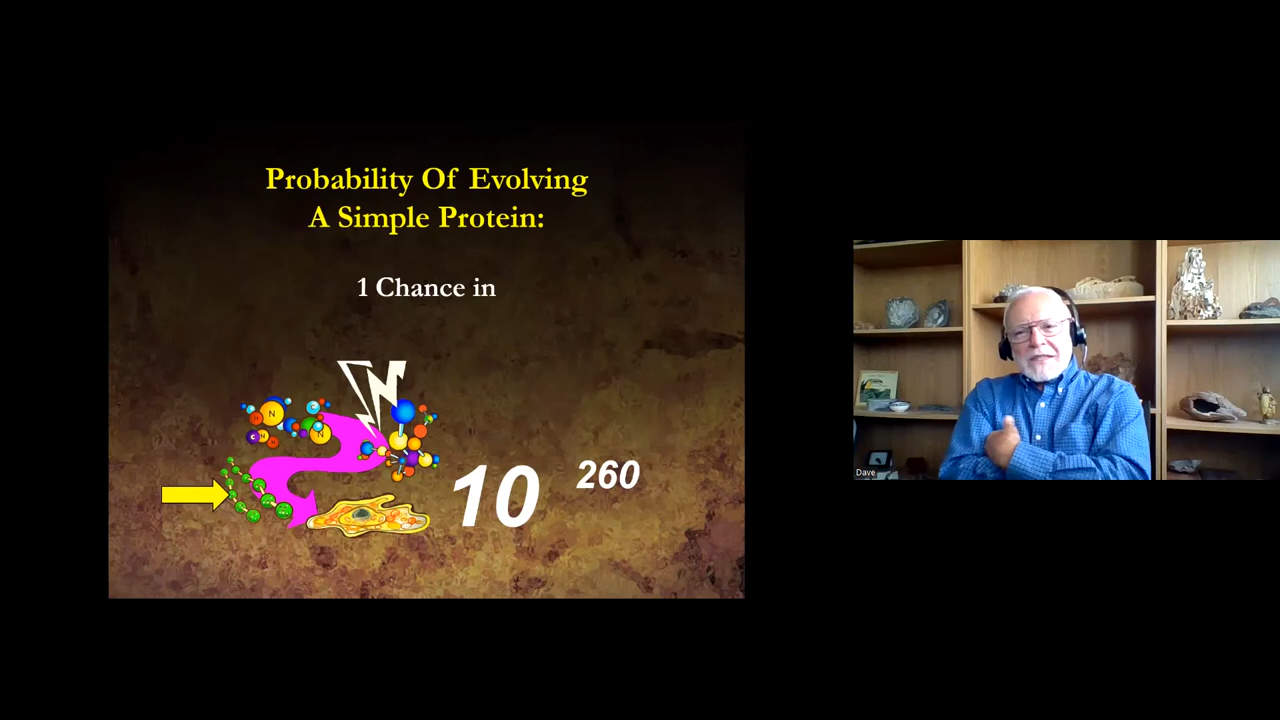 Probability Of Evolving
A Simple Protein:
1 Chance in
10 260
Dave